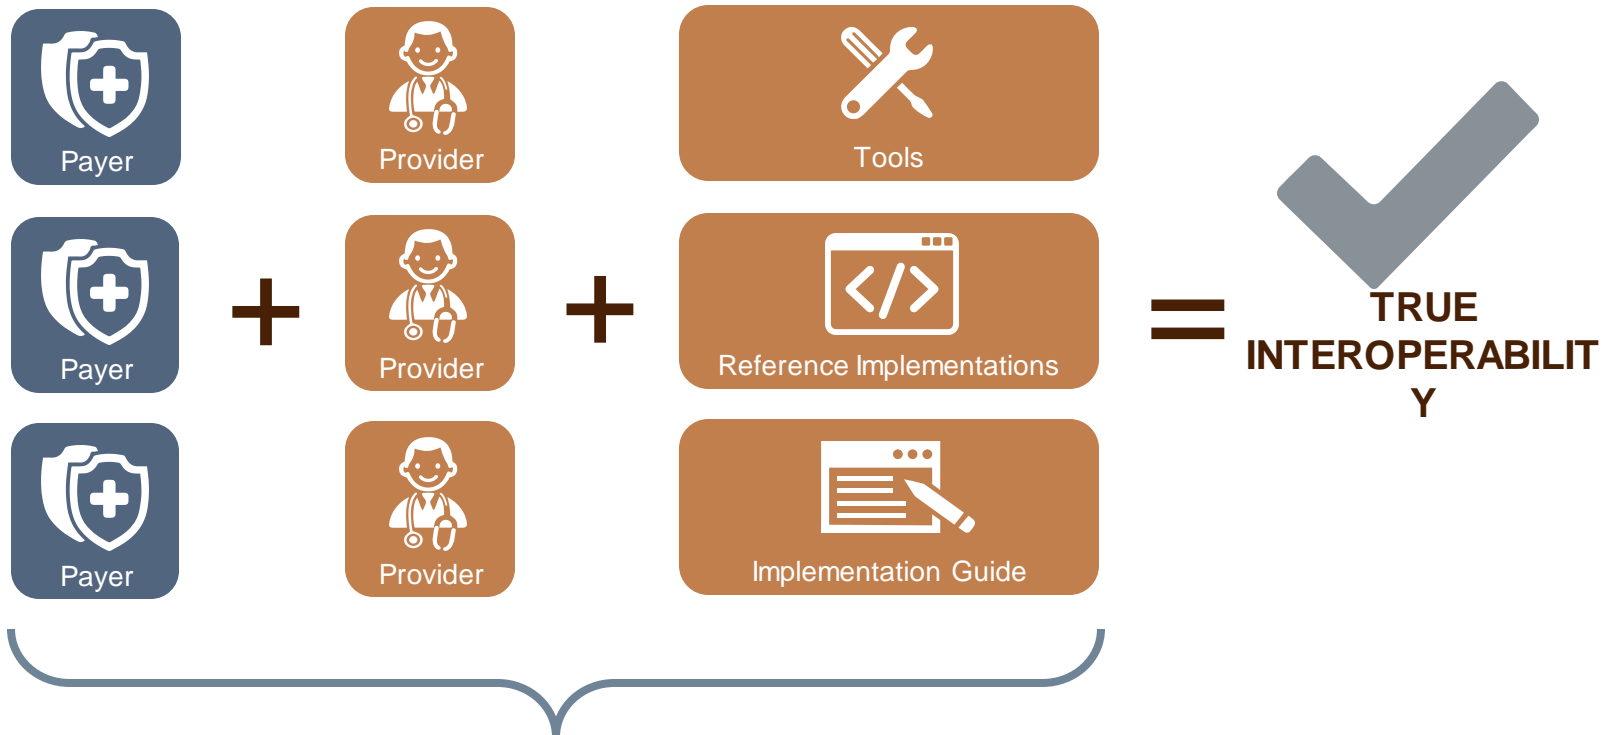 Payer
Provider
Tools
Payer
+
Provider
+
</>
Reference Implementations
=
TRUE
INTEROPERABILIT
Y
Payer
Provider
Implementation Guide